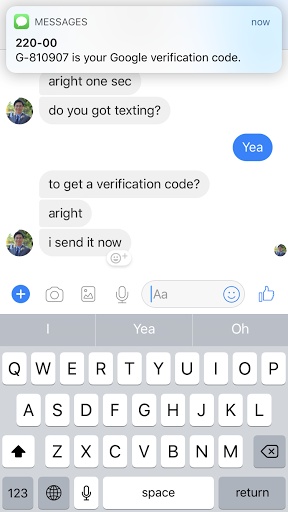 MESSAGES now
220-00
G-810907 is your Google verification code.
aright one sec
do you got texting?
Yea
to get a verification code?
aright
i send it now
Aa
I Yea Oh
Q W E R T Y U I O P
A S D F G H J K L
Z X C V B N M
123 space return